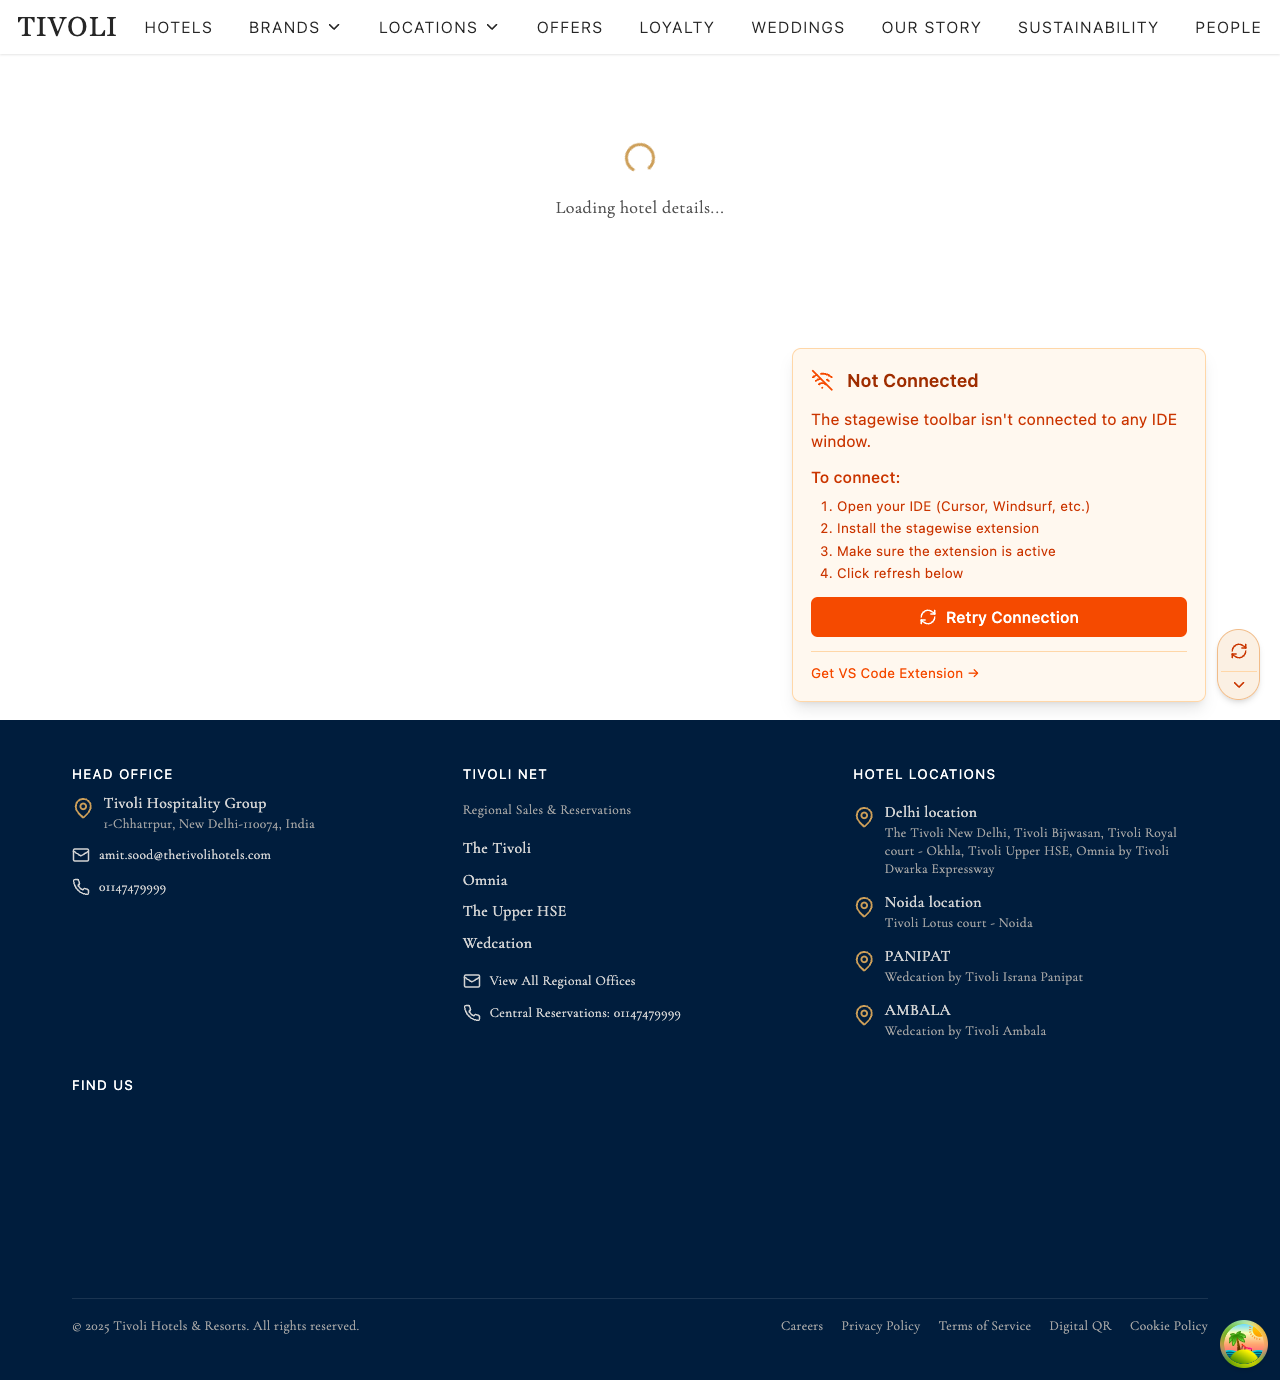 TIVOLI
HOTELS
BRANDS
LOCATIONS
OFFERS
LOYALTY
WEDDINGS
OUR STORY
SUSTAINABILITY
PEOPLE
Loading hotel details...
Not Connected
The stagewise toolbar isn't connected to any IDE
window.
To connect:
1. Open your IDE (Cursor, Windsurf, etc.)
2. Install the stagewise extension
3. Make sure the extension is active
4. Click refresh below
Retry Connection
Get VS Code Extension →
HEAD OFFICE
Tivoli Hospitality Group
1-Chhatrpur, New Delhi-110074, India
amit.sood@thetivolihotels.com
01147479999
TIVOLI NET
Regional Sales & Reservations
The Tivoli
Omnia
The Upper HSE
Wedcation
View All Regional Offices
Central Reservations: 01147479999
HOTEL LOCATIONS
Delhi location
The Tivoli New Delhi, Tivoli Bijwasan, Tivoli Royal
court - Okhla, Tivoli Upper HSE, Omnia by Tivoli
Dwarka Expressway
Noida location
Tivoli Lotus court - Noida
PANIPAT
Wedcation by Tivoli Israna Panipat
AMBALA
Wedcation by Tivoli Ambala
FIND US
© 2025 Tivoli Hotels & Resorts. All rights reserved.
Careers
Privacy Policy
Terms of Service
Digital QR
Cookie Policy